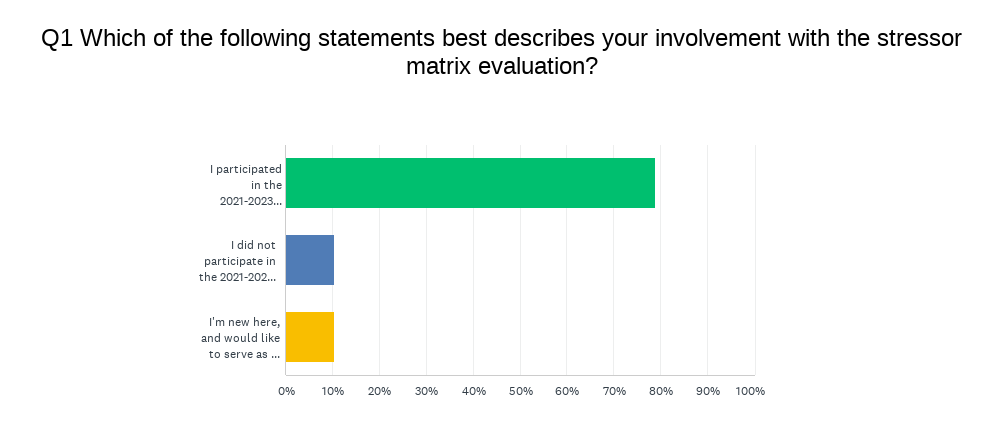 Q1 Which of the following statements best describes your involvement with the stressor
matrix evaluation?
I participated
in the
2021-2023...
I did not
participate in
the 2021-202...
I'm new here,
and would like
to serve as ...
0% 10% 20% 30% 40% 50% 60% 70% 80% 90% 100%